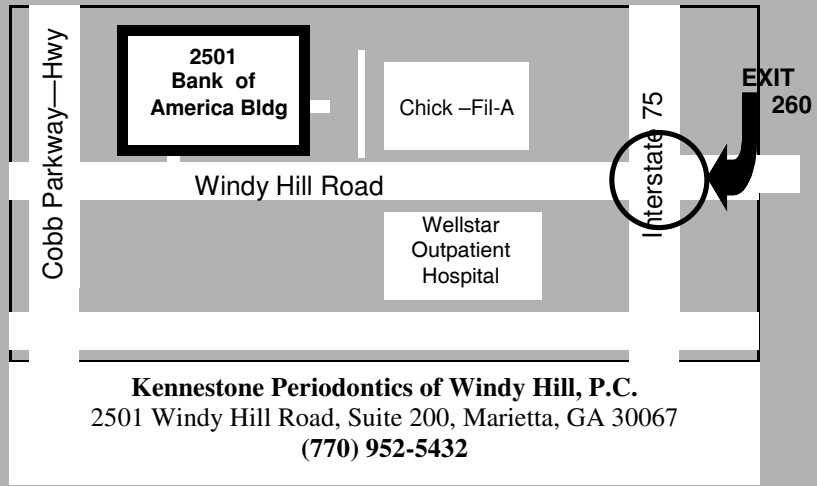 Cobb Parkway—Hwy
2501
Bank of
America Bldg
Chick –Fil-A
Interstate 75
EXIT
260
Windy Hill Road
Wellstar
Outpatient
Hospital
Kennestone Periodontics of Windy Hill, P.C.
2501 Windy Hill Road, Suite 200, Marietta, GA 30067
(770) 952-5432